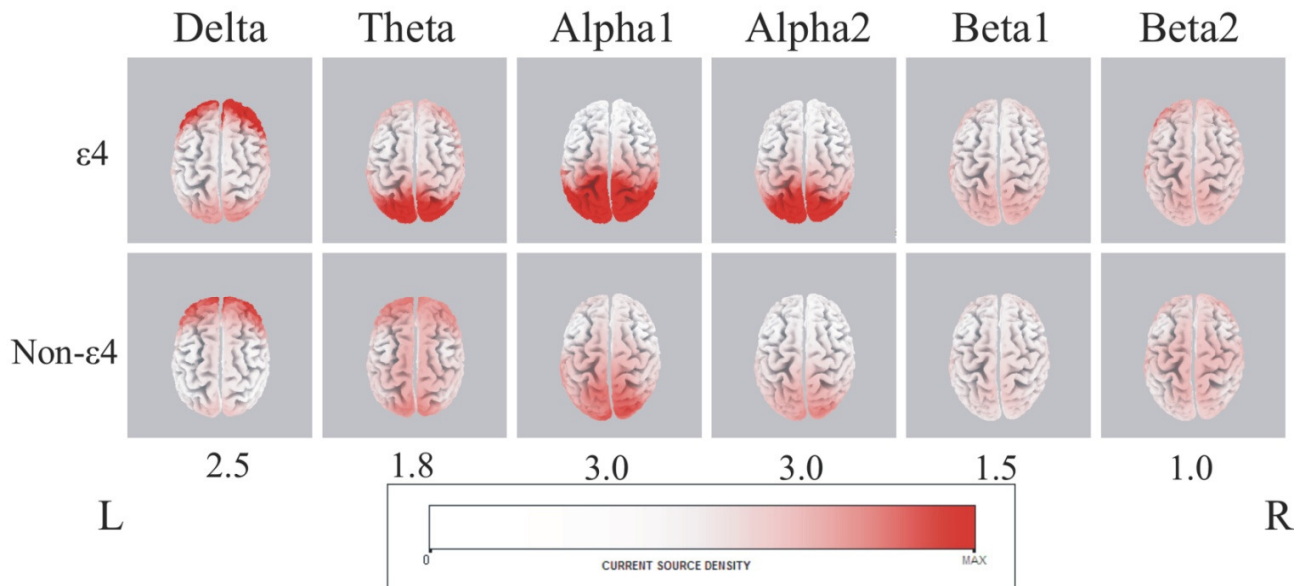 Delta Theta Alpha1 Alpha2 Beta1 Beta2
ε4
Non-ε4
2.5 1.8 3.0 3.0 1.5 1.0
L R
0 MAX
CURRENT SOURCE DENSITY